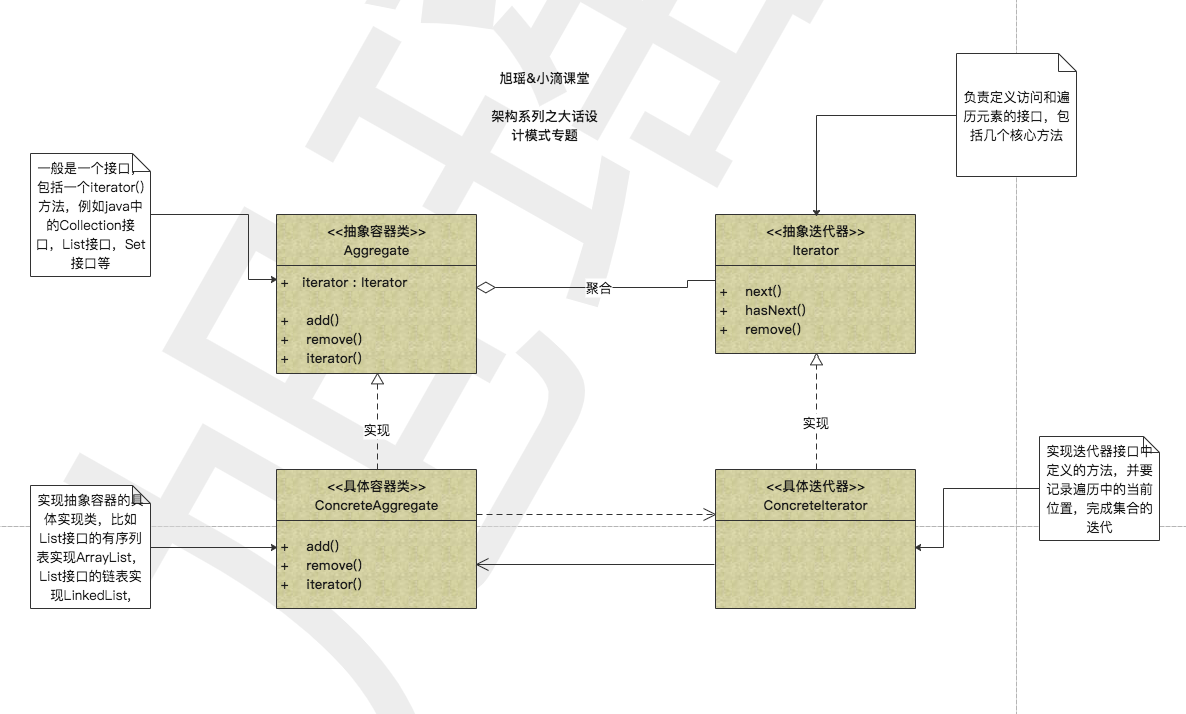 旭瑶&小滴课堂
架构系列之大话设
计模式专题
负责定义访问和遍
历元素的接口，包
括几个核心方法
一般是一个接口，
包括一个iterator()
方法，例如java中
的Collection接
口，List接口，Set
接口等
<<抽象容器类>>
Aggregate
+ iterator : Iterator
+ add()
+ remove()
+ iterator()
聚合
<<抽象迭代器>>
Iterator
+ next()
+ hasNext()
+ remove()
实现
实现
实现抽象容器的具
体实现类，比如
List接口的有序列
表实现ArrayList，
List接口的链表实
现LinkedList,
<<具体容器类>>
ConcreteAggregate
+ add()
+ remove()
+ iterator()
<<具体迭代器>>
ConcreteIterator
实现迭代器接口中
定义的方法，并要
记录遍历中的当前
位置，完成集合的
迭代